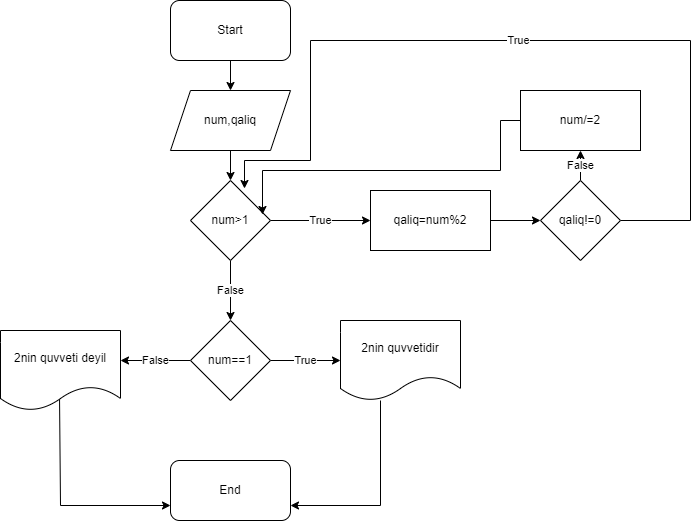 Start
True
num,qaliq
num/=2
False
num>1
True
qaliq=num%2
qaliq!=0
False
2nin quvveti deyil
False
num==1
True
2nin quvvetidir
End